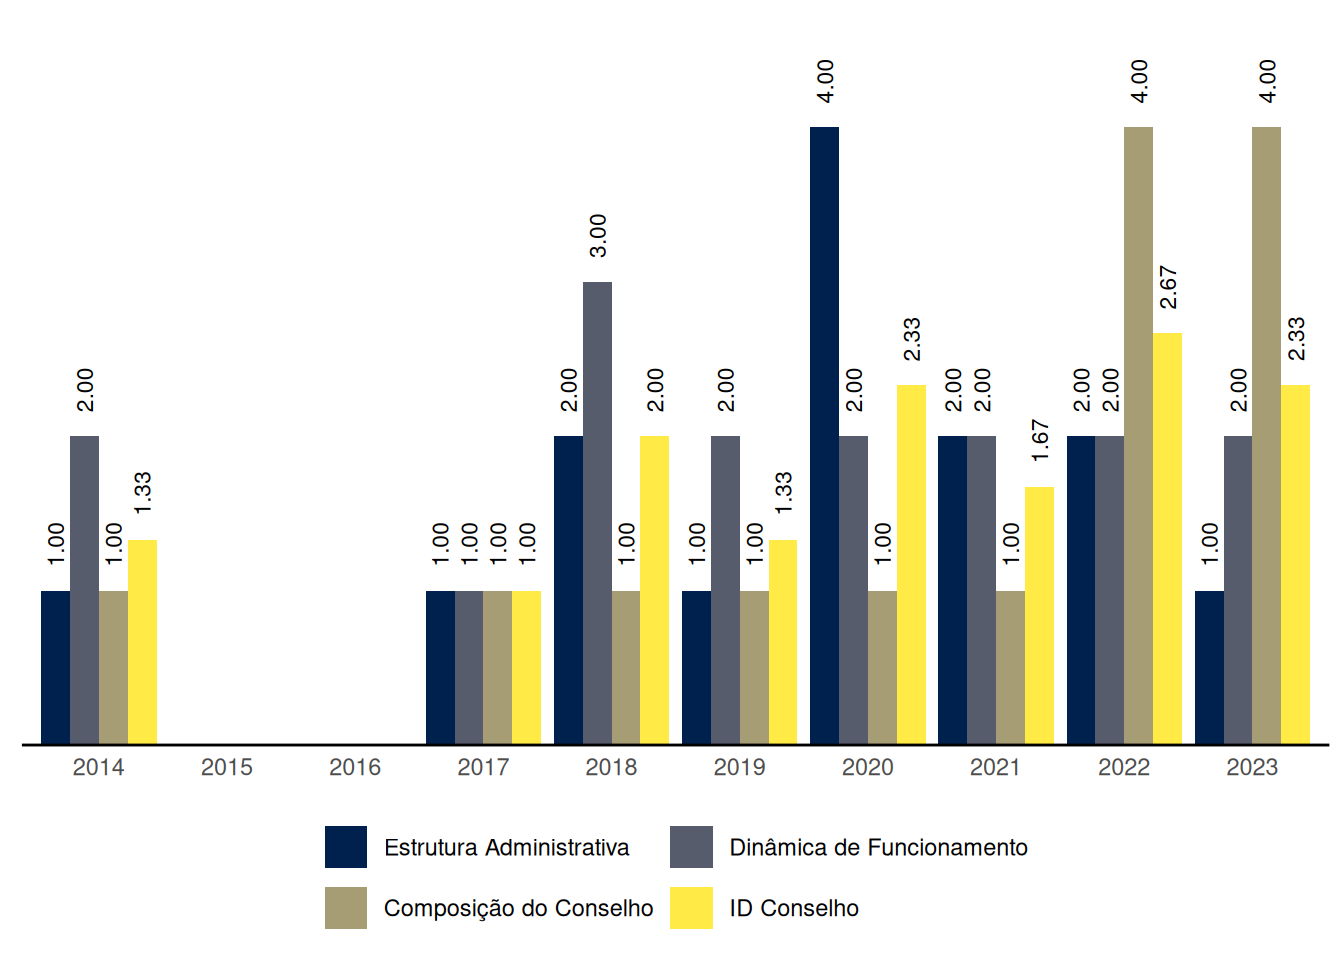 1.00 2.00 1.00 1.33
1.00 1.00 1.00 1.00
2.00 3.00 1.00 2.00
1.00 2.00 1.00 1.33
4.00 2.00 1.00 2.33
2.00 2.00 1.00 1.67
2.00 2.00 4.00 2.67
1.00 2.00 4.00 2.33
2014 2015 2016 2017 2018 2019 2020 2021 2022 2023
Estrutura Administrativa Dinâmica de Funcionamento
Composição do Conselho ID Conselho